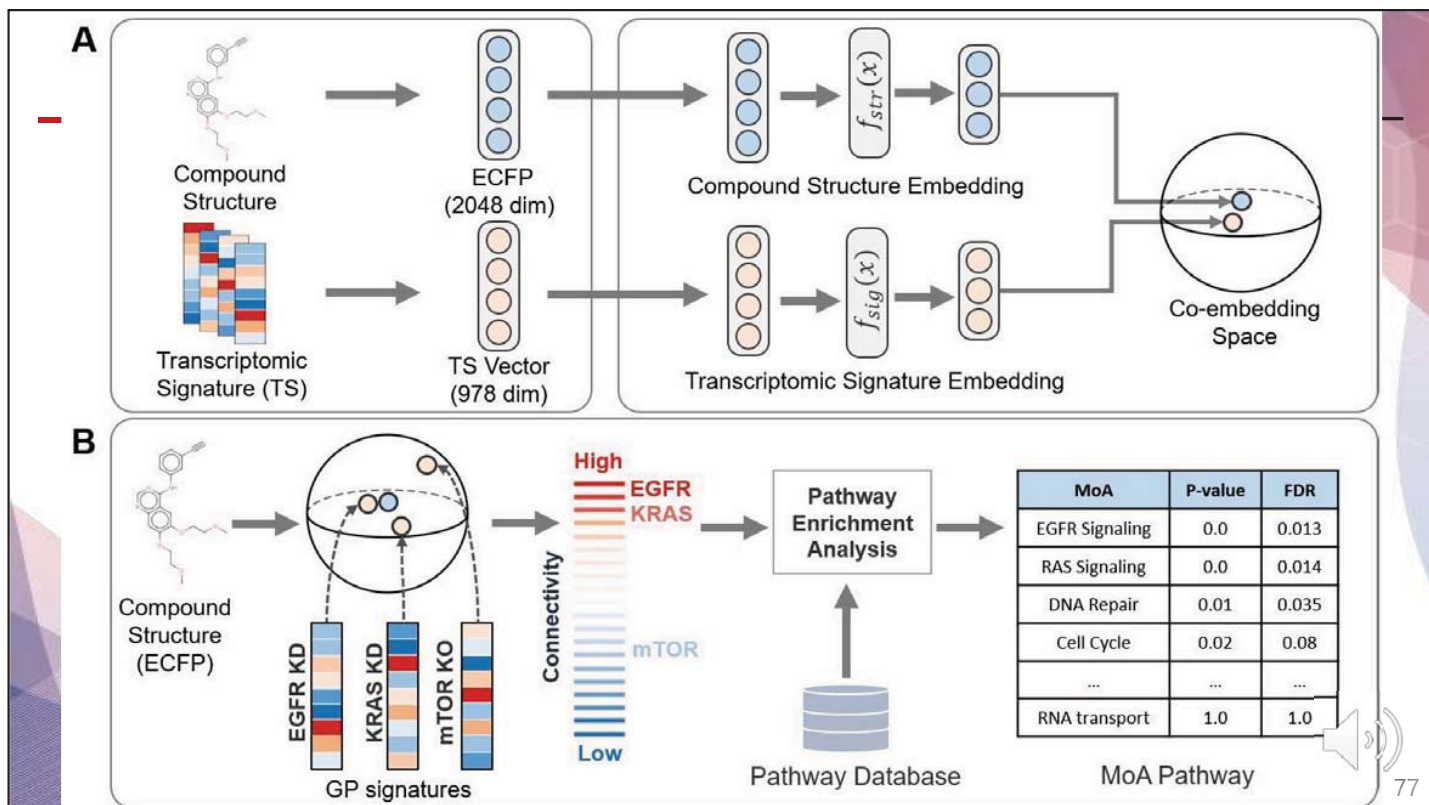 A
Compound
Structure
ECFP
(2048 dim)
Transcriptomic
Signature (TS)
TS Vector
(978 dim)
f_str(x)
Compound Structure Embedding
f_sig(x)
Transcriptomic Signature Embedding
Co-embedding
Space
B
Compound
Structure
(ECFP)
EGFR KD
KRAS KD
mTOR KO
GP signatures
Connectivity
High
EGFR
KRAS
mTOR
Low
Pathway
Enrichment
Analysis
Pathway Database
MoA P-value FDR
EGFR Signaling 0.0 0.013
RAS Signaling 0.0 0.014
DNA Repair 0.01 0.035
Cell Cycle 0.02 0.08
... ... ...
RNA transport 1.0 1.0
MoA Pathway
77